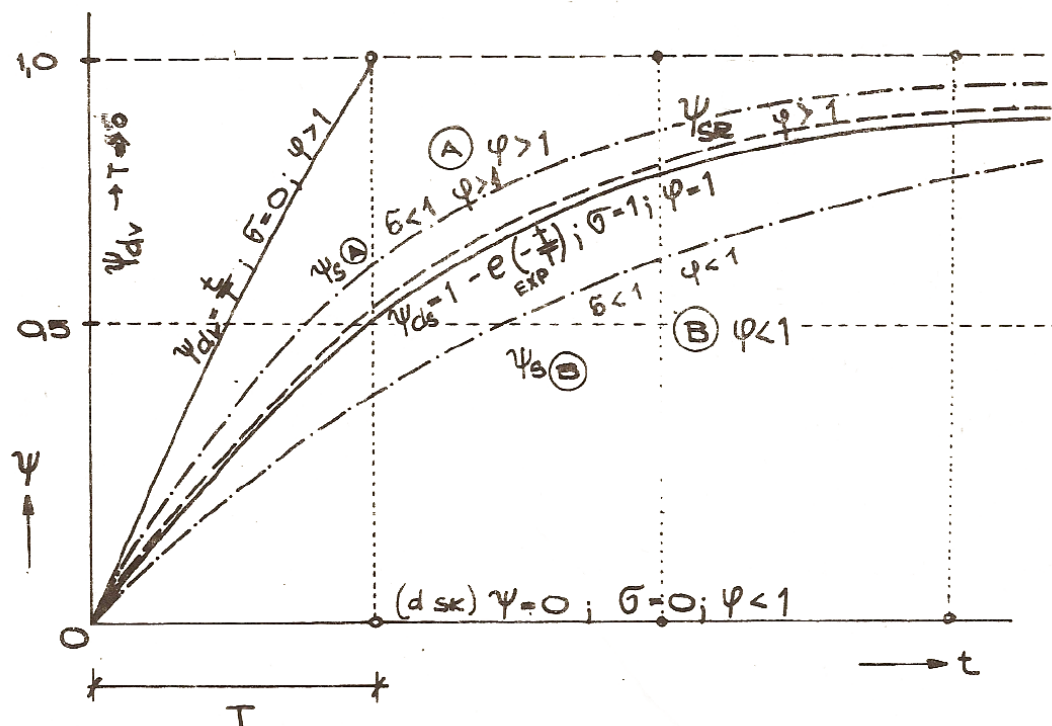 1,0
0,5
0
Ψ
t
T
Ψdv → T
Ψdk = t/T ; σ=0 ; φ>1
Ψs A
σ<1 φ>1
A φ>1
Ψsr
φ>1
Ψds=1 - e EXP (-t/T) ; σ=1 ; φ=1
σ<1 φ<1
B φ<1
Ψs B
(d sk) Ψ=0 ; σ=0 ; φ<1